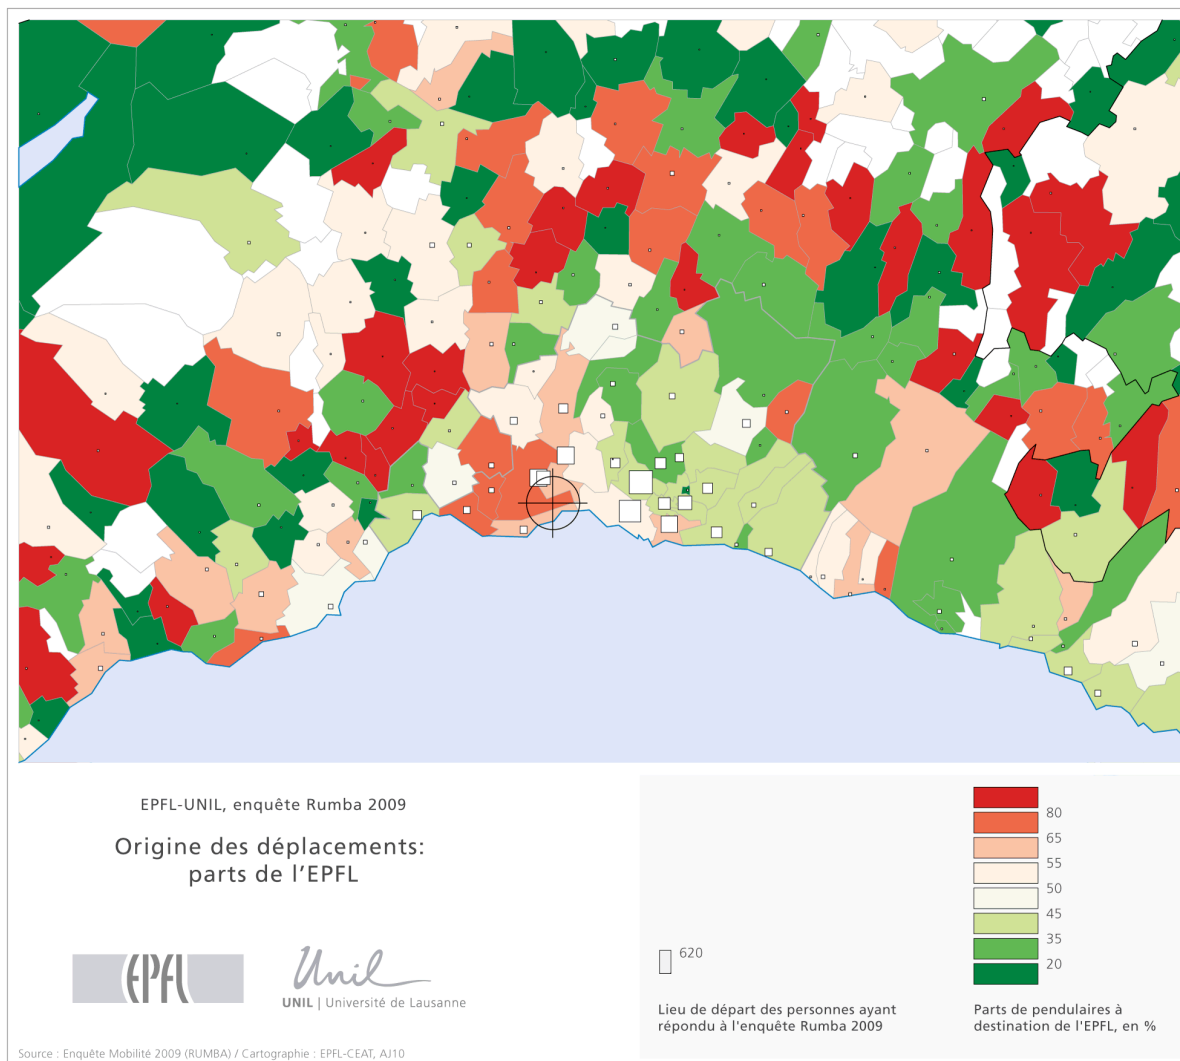 EPFL-UNIL, enquête Rumba 2009
Origine des déplacements:
parts de l'EPFL
EPFL
Unil
UNIL | Université de Lausanne
Source : Enquête Mobilité 2009 (RUMBA) / Cartographie : EPFL-CEAT, AJ10
620
Lieu de départ des personnes ayant
répondu à l'enquête Rumba 2009
80
65
55
50
45
35
20
Parts de pendulaires à
destination de l'EPFL, en %